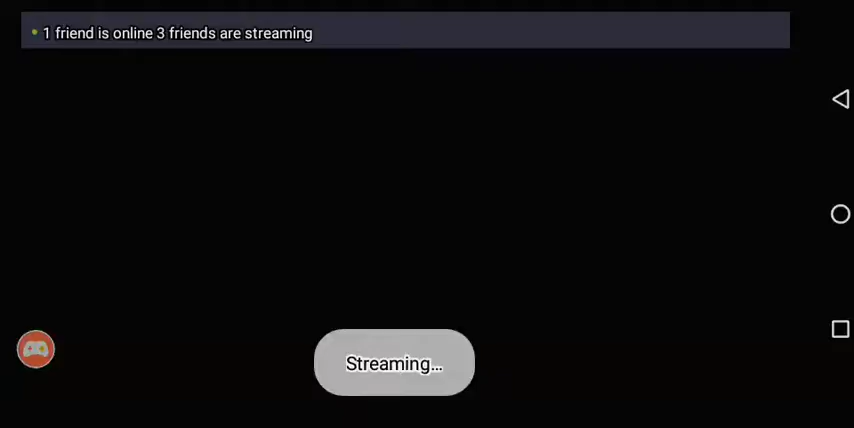 1 friend is online 3 friends are streaming
Streaming...